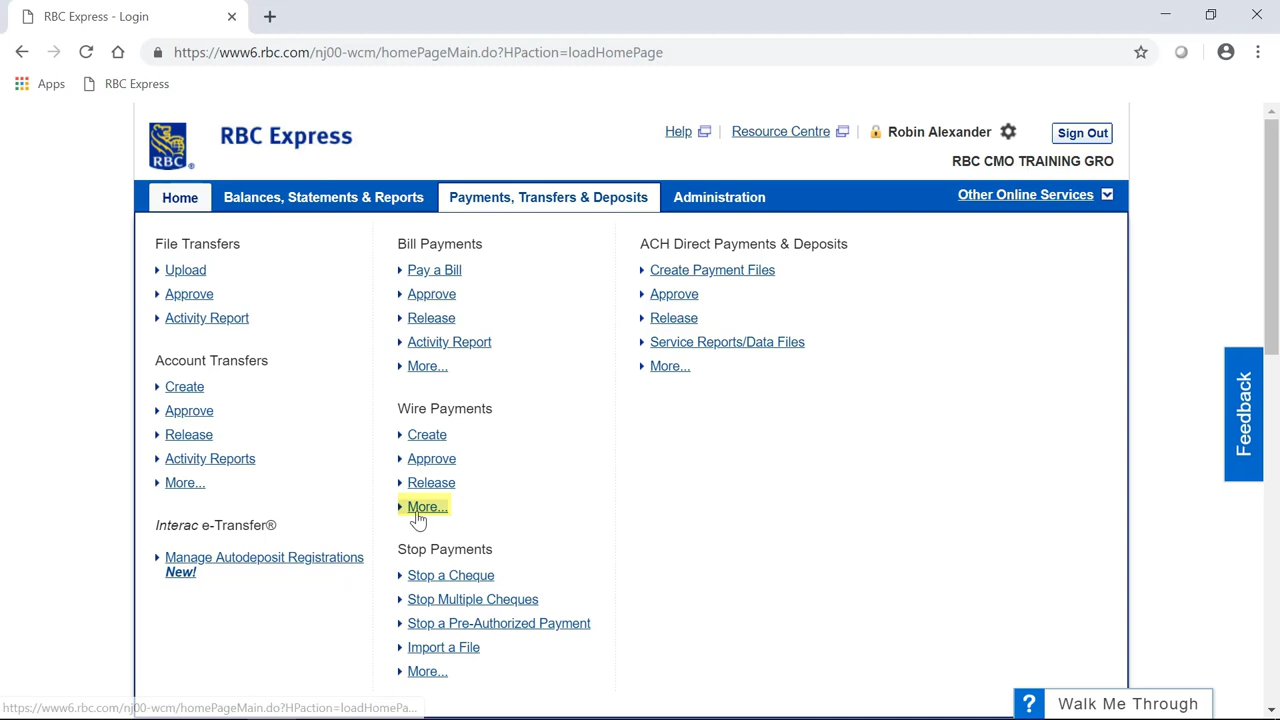 RBC Express - Login
https://www6.rbc.com/nj00-wcm/homePageMain.do?HPaction=loadHomePage
Apps
RBC Express
RBC
®
RBC Express
Help
Resource Centre
Robin Alexander
Sign Out
RBC CMO TRAINING GRO
Home
Balances, Statements & Reports
Payments, Transfers & Deposits
Administration
Other Online Services
File Transfers
Upload
Approve
Activity Report
Account Transfers
Create
Approve
Release
Activity Reports
More...
Interac e-Transfer®
Manage Autodeposit Registrations
New!
Bill Payments
Pay a Bill
Approve
Release
Activity Report
More...
Wire Payments
Create
Approve
Release
More...
Stop Payments
Stop a Cheque
Stop Multiple Cheques
Stop a Pre-Authorized Payment
Import a File
More...
ACH Direct Payments & Deposits
Create Payment Files
Approve
Release
Service Reports/Data Files
More...
Feedback
https://www6.rbc.com/nj00-wcm/homePageMain.do?HPaction=loadHomePa...
? Walk Me Through